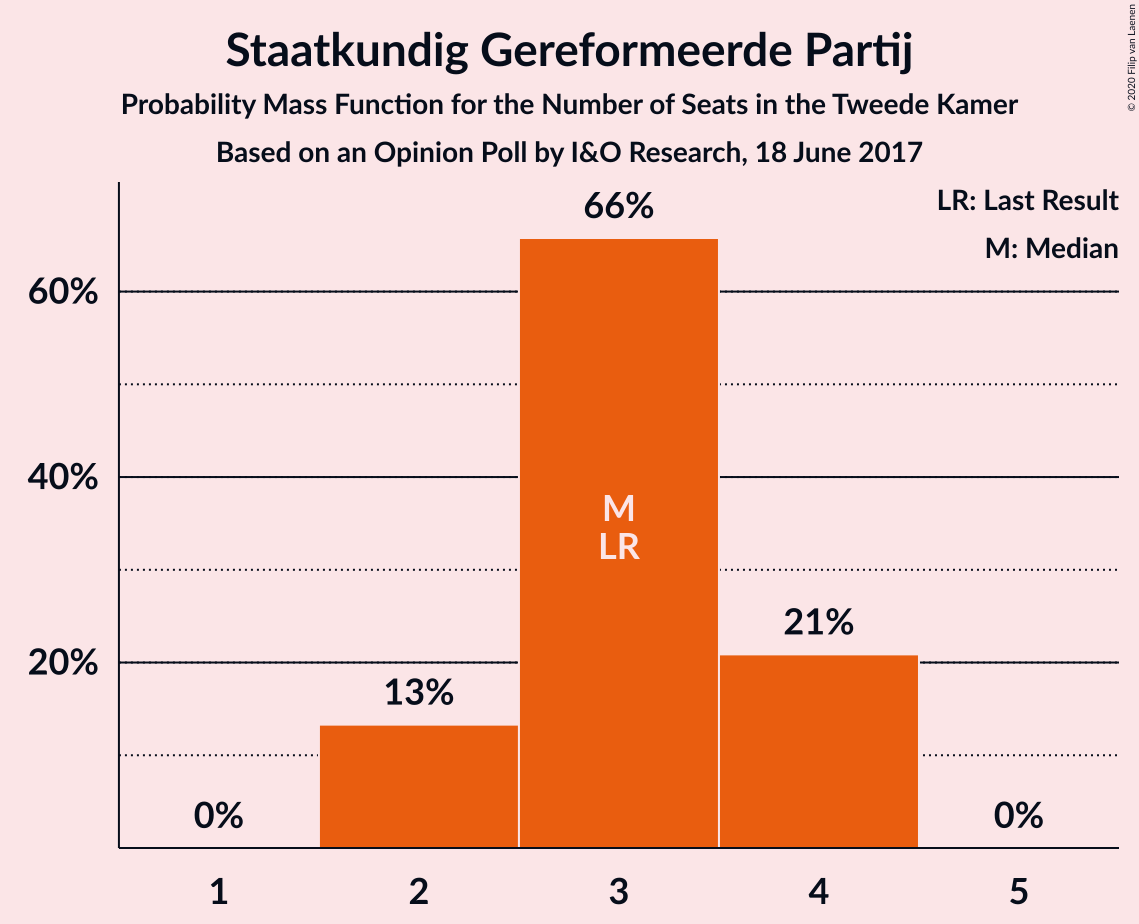 Staatkundig Gereformeerde Partij
Probability Mass Function for the Number of Seats in the Tweede Kamer
Based on an Opinion Poll by I&O Research, 18 June 2017
© 2020 Filip van Laenen
LR: Last Result
M: Median
66%
60%
40%
M
LR
21%
20%
13%
0%
0%
1
2
3
4
5